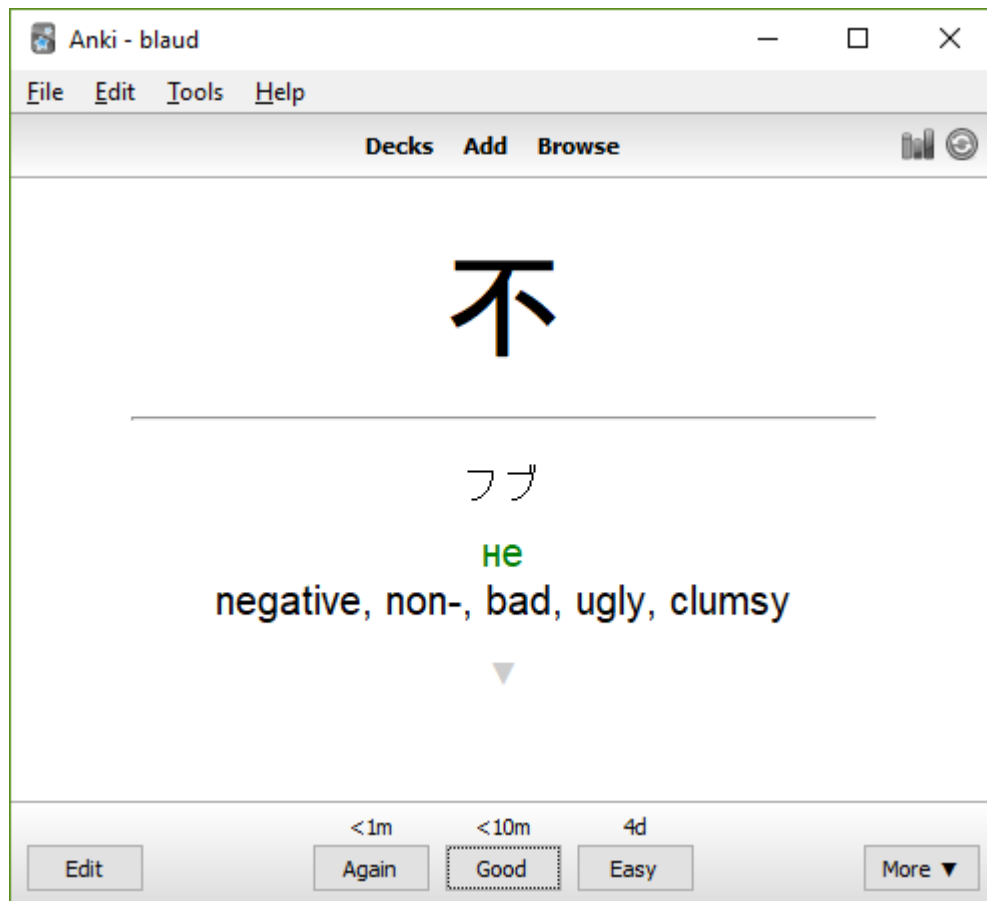 Anki - blaud
File Edit Tools Help
Decks Add Browse
不
フブ
не
negative, non-, bad, ugly, clumsy
▼
<1m <10m 4d
Edit Again Good Easy More ▼